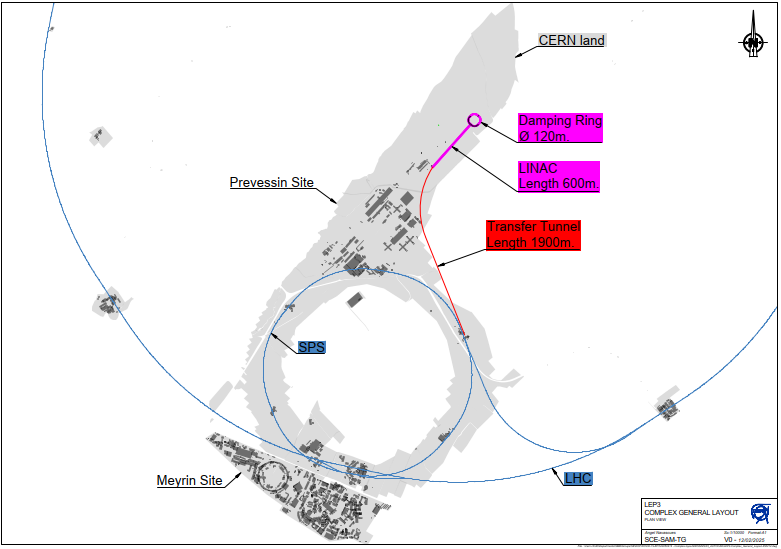 CERN land
N
Damping Ring
Ø 120m.
LINAC
Length 600m.
Prevessin Site
Transfer Tunnel
Length 1900m.
SPS
Meyrin Site
LHC
LEP3
COMPLEX GENERAL LAYOUT
PLAN VIEW
SCE-SAM-TG
V0 - 12/02/2025